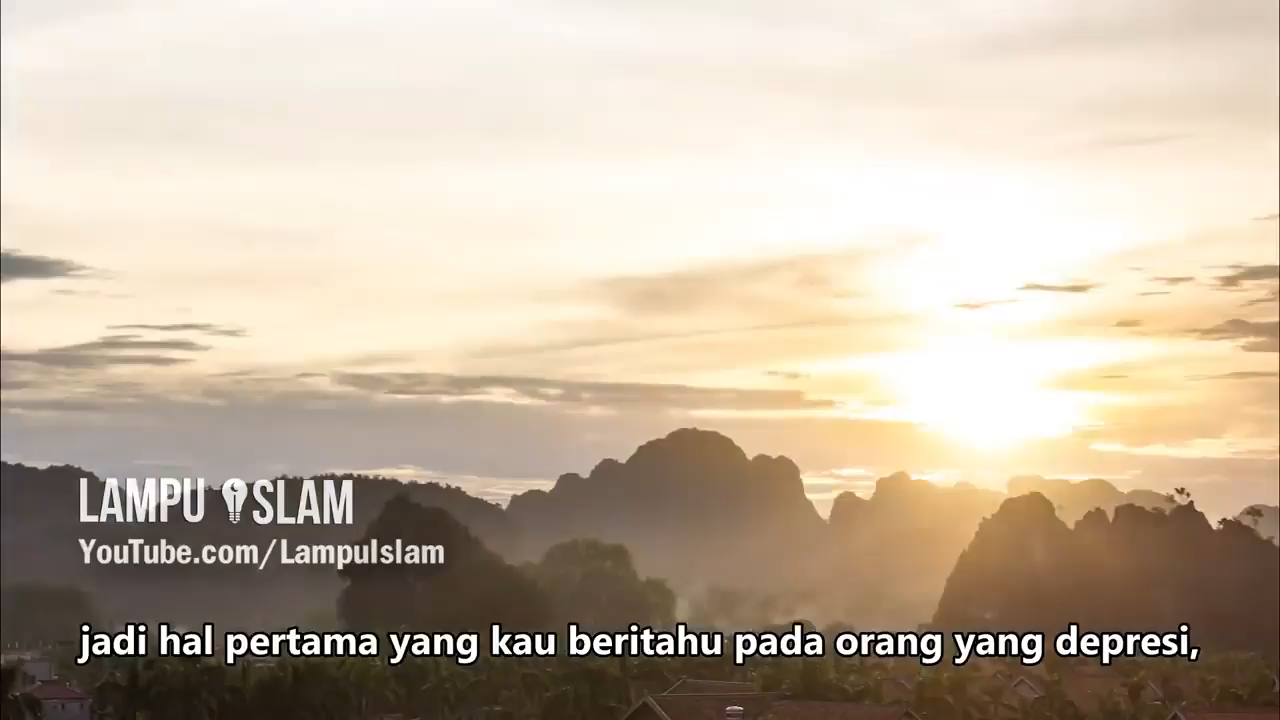 LAMPU ISLAM
YouTube.com/LampuIslam
jadi hal pertama yang kau beritahu pada orang yang depresi,